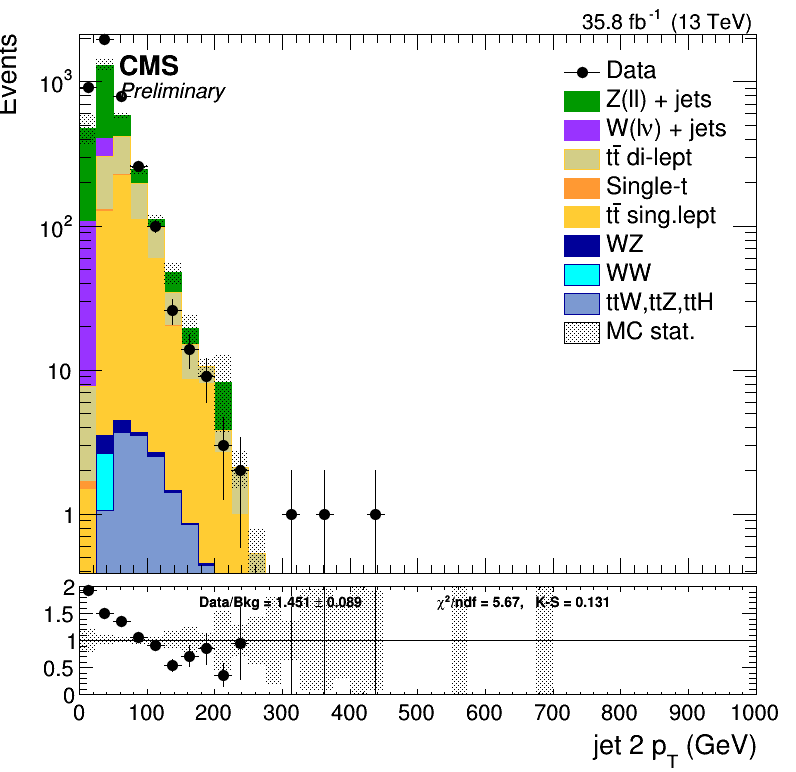 35.8 fb⁻¹ (13 TeV)
Events
CMS
Preliminary
Data
Z(ll) + jets
W(lν) + jets
tt̄ di-lept
Single-t
tt̄ sing.lept
WZ
WW
ttW,ttZ,ttH
MC stat.
10³
10²
10
1
Data/Bkg = 1.451 ± 0.089 χ²/ndf = 5.67, K-S = 0.131
2
1.5
1
0.5
0
0 100 200 300 400 500 600 700 800 900 1000
jet 2 p_T (GeV)